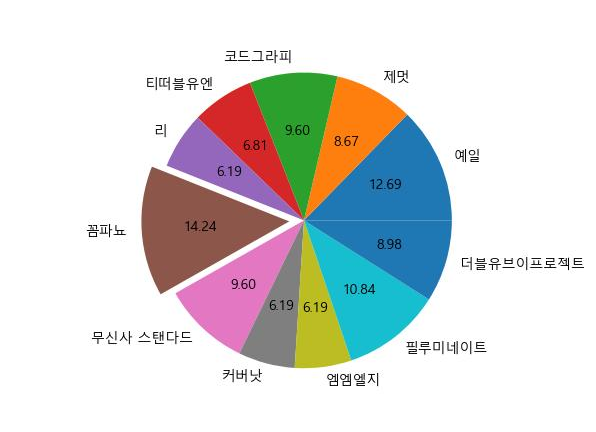 코드그라피
제멋
티떠블유엔
9.60
8.67
6.81
리
예일
6.19
12.69
꼼파뇨
14.24
8.98
더블유브이프로젝트
9.60
10.84
6.19
6.19
무신사 스탠다드
필루미네이트
커버낫
엠엠엘지